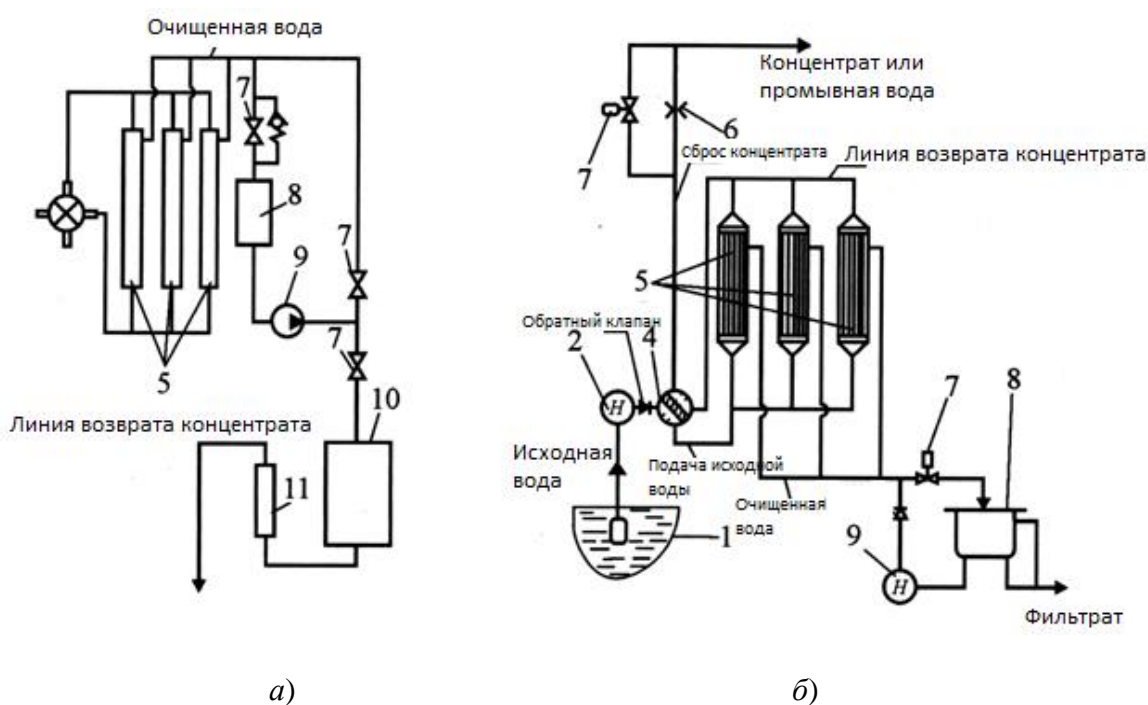 Очищенная вода
7
8
9
7
7
5
10
Линия возврата концентрата
11
а)
Концентрат или
промывная вода
7
6
Сброс концентрата
Линия возврата концентрата
5
Обратный клапан
2
4
Н
Исходная
вода
Подача исходной
воды
Очищенная
вода
1
7
8
9
Н
Фильтрат
б)